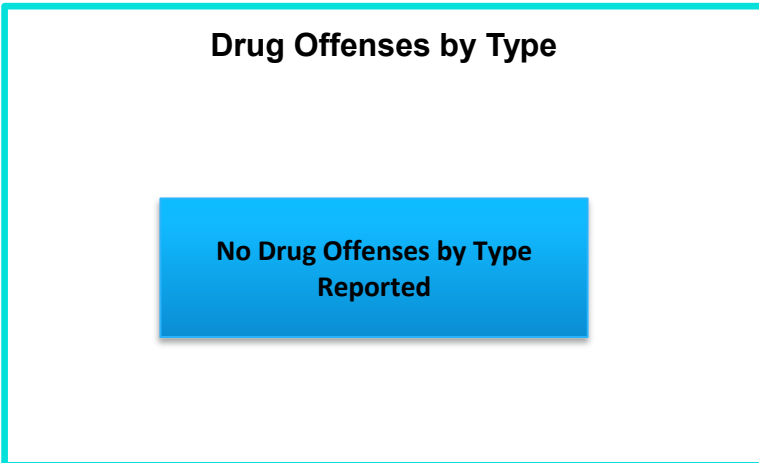 Drug Offenses by Type
No Drug Offenses by Type
Reported